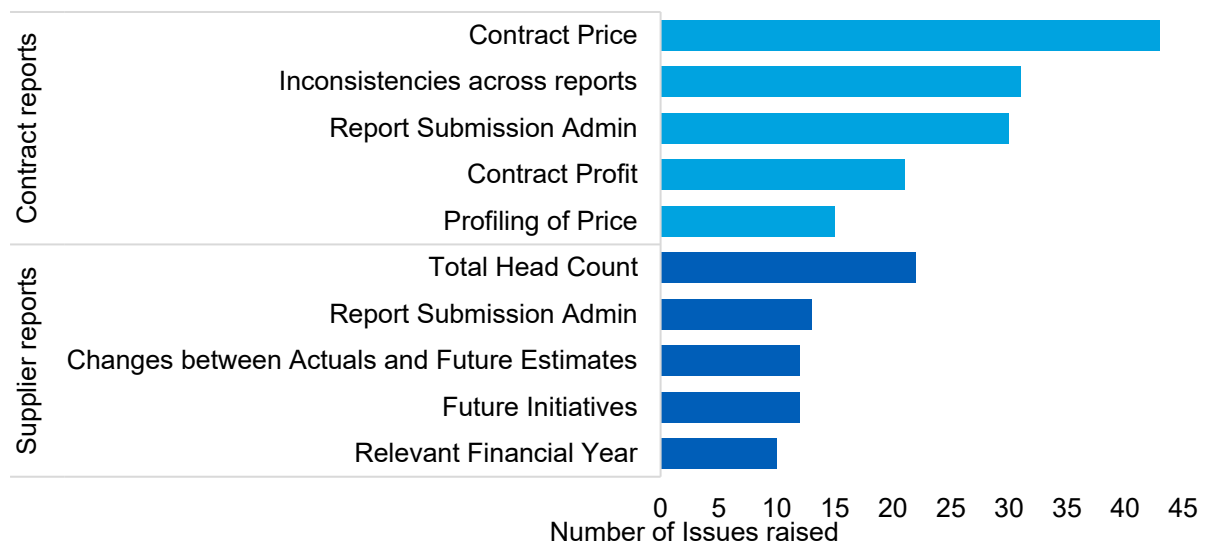 Contract reports
Contract Price
Inconsistencies across reports
Report Submission Admin
Contract Profit
Profiling of Price
Supplier reports
Total Head Count
Report Submission Admin
Changes between Actuals and Future Estimates
Future Initiatives
Relevant Financial Year
0 5 10 15 20 25 30 35 40 45
Number of Issues raised